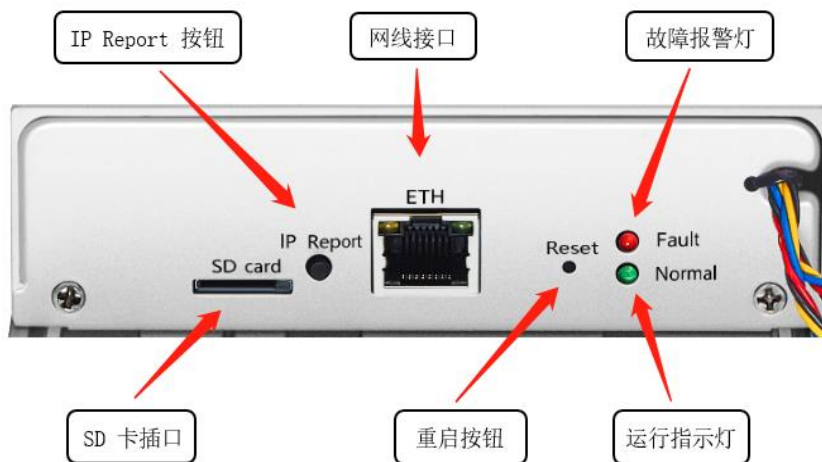 IP Report 按钮
网线接口
故障报警灯
ETH
IP Report
SD card
Reset
Fault
Normal
SD 卡插口
重启按钮
运行指示灯